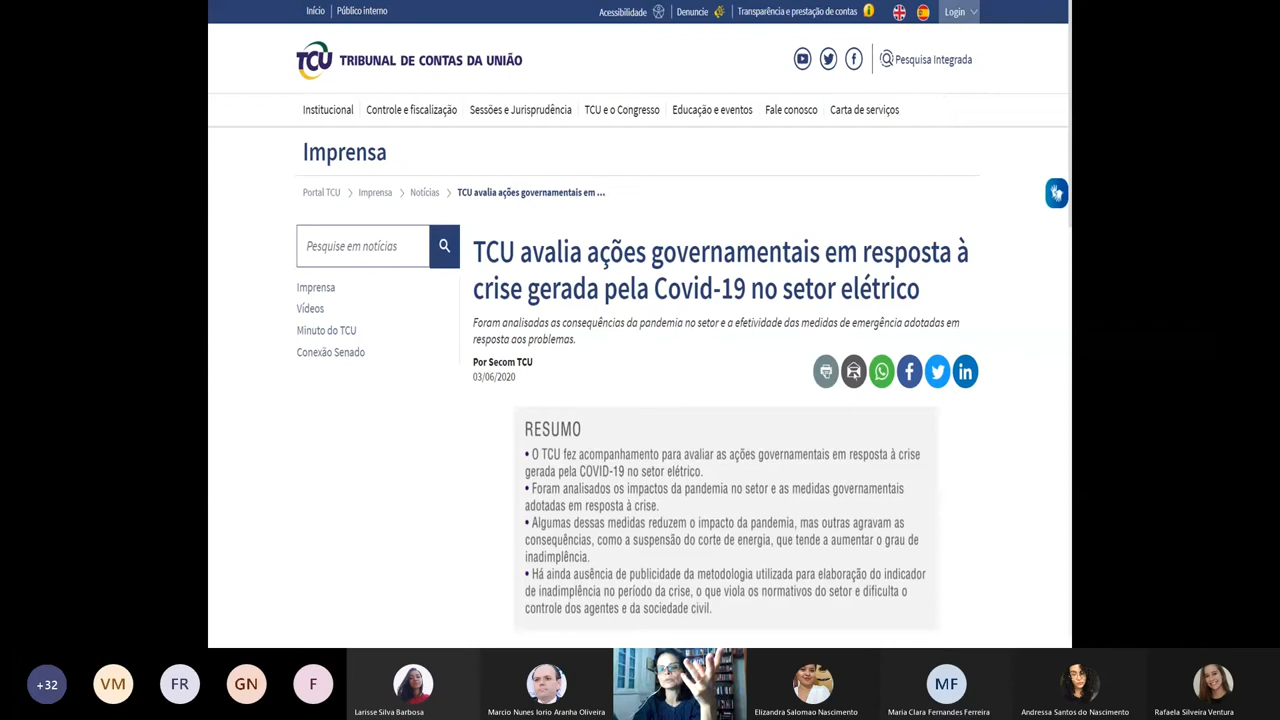 Início
Público interno
Acessibilidade
Denuncie
Transparência e prestação de contas
Login
TCU TRIBUNAL DE CONTAS DA UNIÃO
Pesquisa Integrada
Institucional
Controle e fiscalização
Sessões e Jurisprudência
TCU e o Congresso
Educação e eventos
Fale conosco
Carta de serviços
Imprensa
Portal TCU > Imprensa > Notícias > TCU avalia ações governamentais em ...
Pesquise em notícias
Imprensa
Vídeos
Minuto do TCU
Conexão Senado
TCU avalia ações governamentais em resposta à
crise gerada pela Covid-19 no setor elétrico
Foram analisadas as consequências da pandemia no setor e a efetividade das medidas de emergência adotadas em
resposta aos problemas.
Por Secom TCU
03/06/2020
RESUMO
• O TCU fez acompanhamento para avaliar as ações governamentais em resposta à crise
gerada pela COVID-19 no setor elétrico.
• Foram analisados os impactos da pandemia no setor e as medidas governamentais
adotadas em resposta à crise.
• Algumas dessas medidas reduzem o impacto da pandemia, mas outras agravam as
consequências, como a suspensão do corte de energia, que tende a aumentar o grau de
inadimplência.
• Há ainda ausência de publicidade da metodologia utilizada para elaboração do indicador
de inadimplência no período da crise, o que viola os normativos do setor e dificulta o
controle dos agentes e da sociedade civil.
+32
VM
FR
GN
F
MF
Larisse Silva Barbosa
Marcio Nunes Iorio Aranha Oliveira
Elizandra Salomao Nascimento
Maria Clara Fernandes Ferreira
Andressa Santos do Nascimento
Rafaela Silveira Ventura